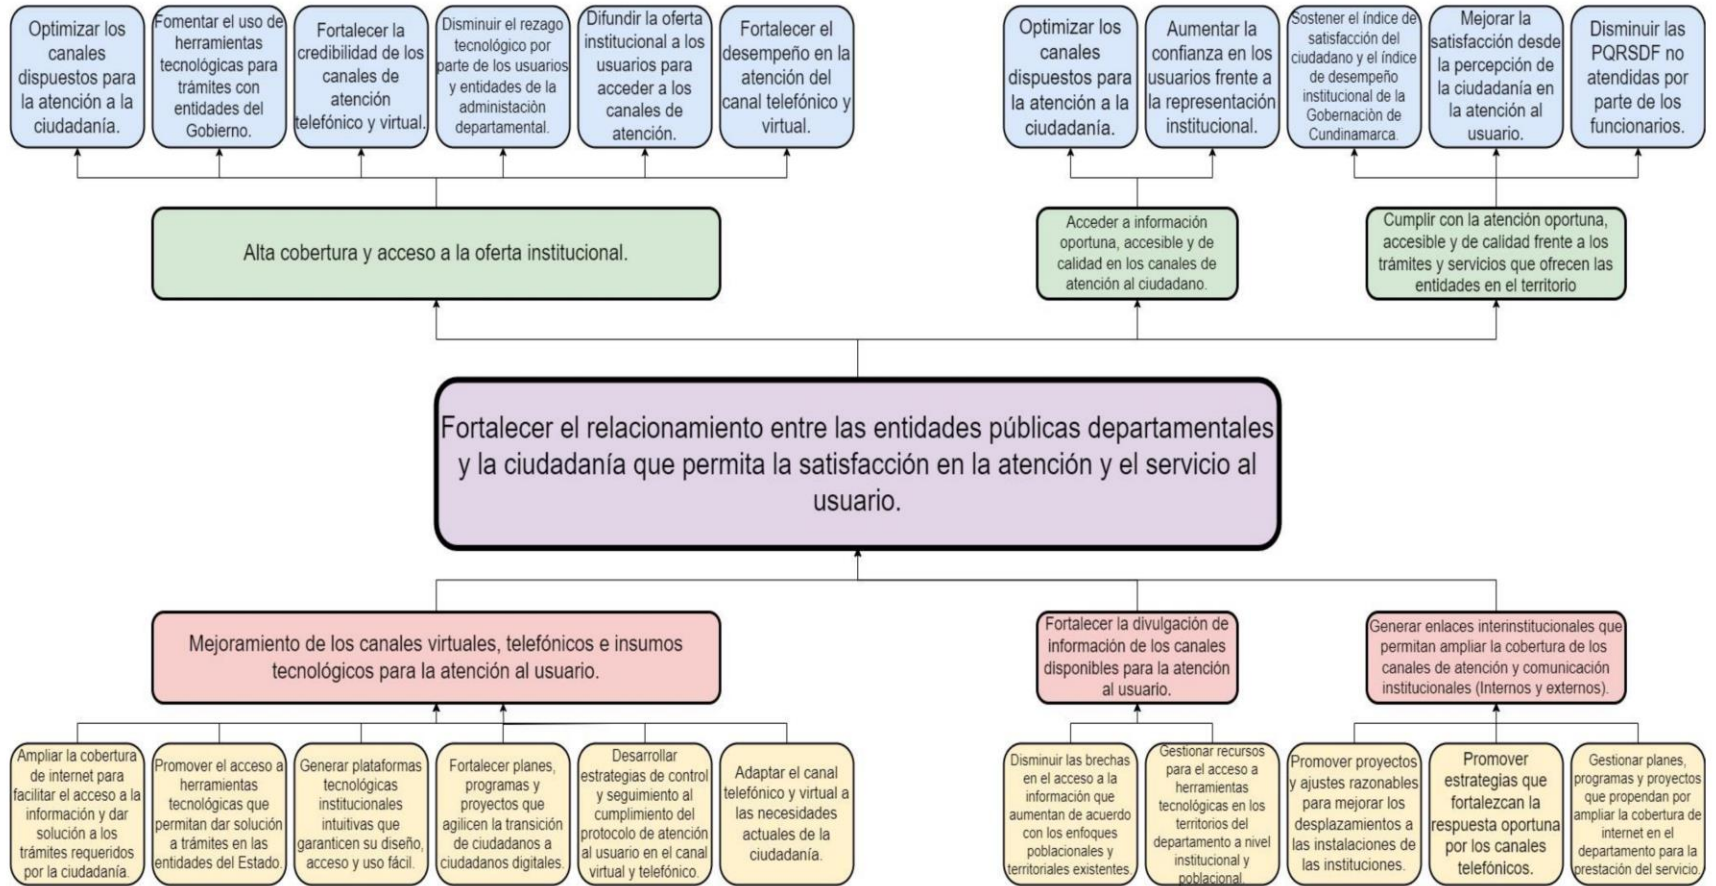 Optimizar los
canales
dispuestos para
la atención a la
ciudadanía.
Fomentar el uso de
herramientas
tecnológicas para
trámites con
entidades del
Gobierno.
Fortalecer la
credibilidad de los
canales de
atención
telefónico y virtual.
Disminuir el rezago
tecnológico por
parte de los usuarios
y entidades de la
administaciòn
departamental.
Difundir la oferta
institucional a los
usuarios para
acceder a los
canales de
atención.
Fortalecer el
desempeño en la
atención del
canal telefónico y
virtual.
Optimizar los
canales
dispuestos para
la atención a la
ciudadanía.
Aumentar la
confianza en los
usuarios frente a
la representación
institucional.
Sostener el índice de
satisfacción del
ciudadano y el índice
de desempeño
institucional de la
Gobernaciòn de
Cundinamarca.
Mejorar la
satisfacción desde
la percepción de
la ciudadanía en
la atención al
usuario.
Disminuir las
PQRSDF no
atendidas por
parte de los
funcionarios.
Alta cobertura y acceso a la oferta institucional.
Acceder a información
oportuna, accesible y de
calidad en los canales de
atención al ciudadano.
Cumplir con la atención oportuna,
accesible y de calidad frente a los
trámites y servicios que ofrecen las
entidades en el territorio
Fortalecer el relacionamiento entre las entidades públicas departamentales
y la ciudadanía que permita la satisfacción en la atención y el servicio al
usuario.
Mejoramiento de los canales virtuales, telefónicos e insumos
tecnológicos para la atención al usuario.
Fortalecer la divulgación de
información de los canales
disponibles para la atención
al usuario.
Generar enlaces interinstitucionales que
permitan ampliar la cobertura de los
canales de atención y comunicación
institucionales (Internos y externos).
Ampliar la cobertura
de internet para
facilitar el acceso a la
información y dar
solución a los
trámites requeridos
por la ciudadanía.
Promover el acceso a
herramientas
tecnológicas que
permitan dar solución
a trámites en las
entidades del Estado.
Generar plataformas
tecnológicas
institucionales
intuitivas que
garanticen su diseño,
acceso y uso fácil.
Fortalecer planes,
programas y
proyectos que
agilicen la transición
de ciudadanos a
ciudadanos digitales.
Desarrollar
estrategias de control
y seguimiento al
cumplimiento del
protocolo de atención
al usuario en el canal
virtual y telefónico.
Adaptar el canal
telefónico y virtual a
las necesidades
actuales de la
ciudadanía.
Disminuir las brechas
en el acceso a la
información que
aumentan de acuerdo
con los enfoques
poblacionales y
territoriales existentes.
Gestionar recursos
para el acceso a
herramientas
tecnológicas en los
territorios del
departamento a nivel
institucional y
poblacional.
Promover proyectos
y ajustes razonables
para mejorar los
desplazamientos a
las instalaciones de
las instituciones.
Promover
estrategias que
fortalezcan la
respuesta oportuna
por los canales
telefónicos.
Gestionar planes,
programas y proyectos
que propendan por
ampliar la cobertura de
internet en el
departamento para la
prestación del servicio.